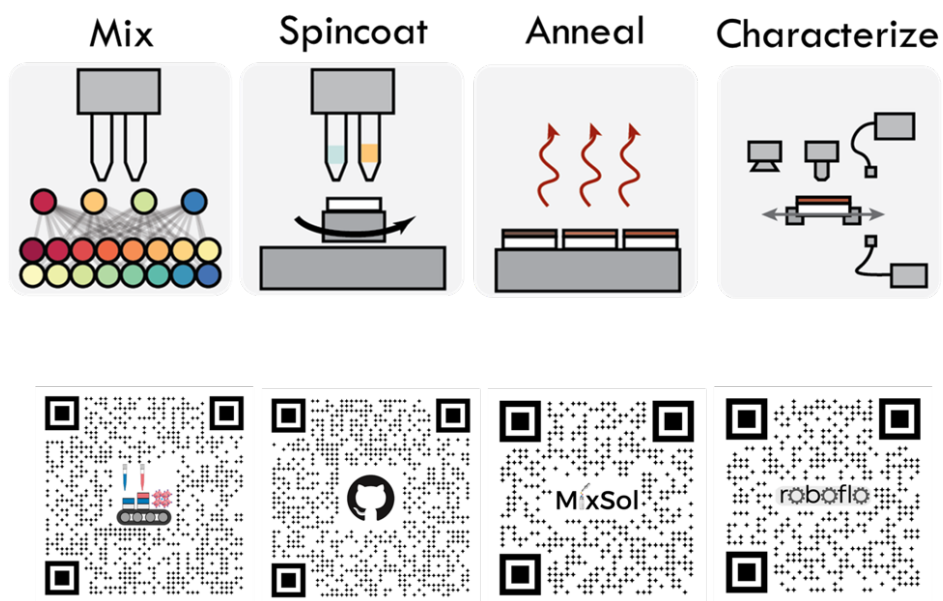 Mix
Spincoat
Anneal
Characterize
MixSol
roboflo